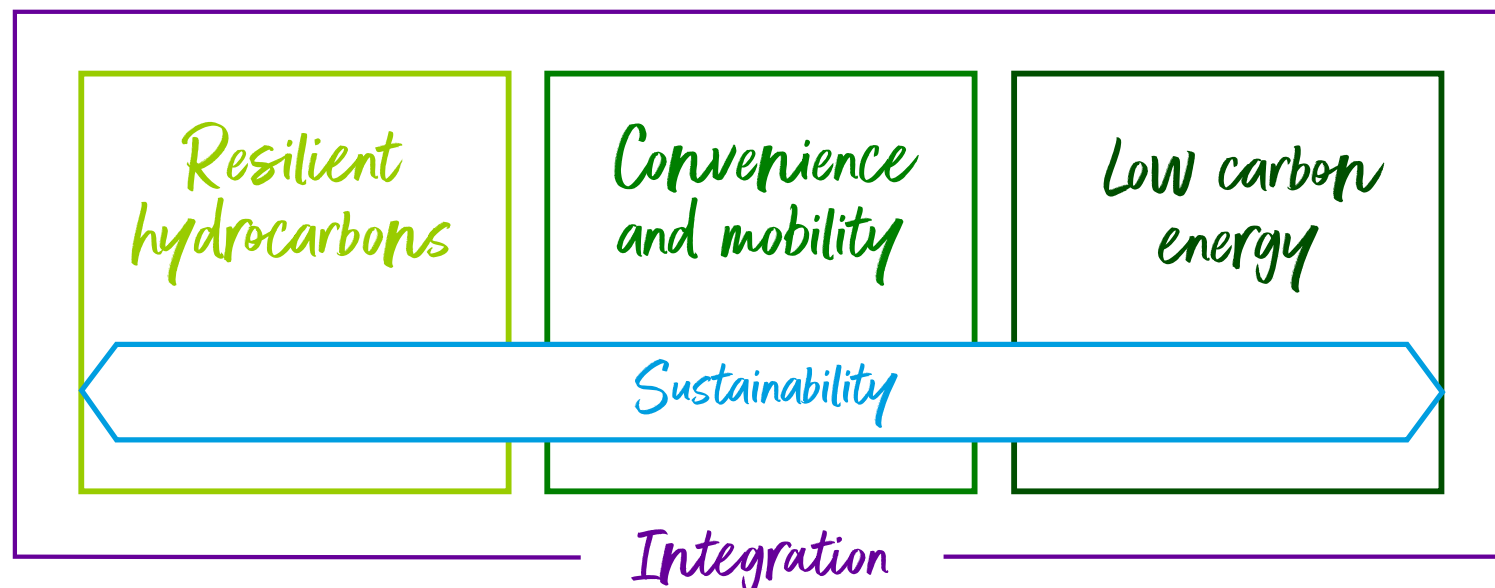 Resilient
hydrocarbons
Convenience
and mobility
Low carbon
energy
Sustainability
Integration